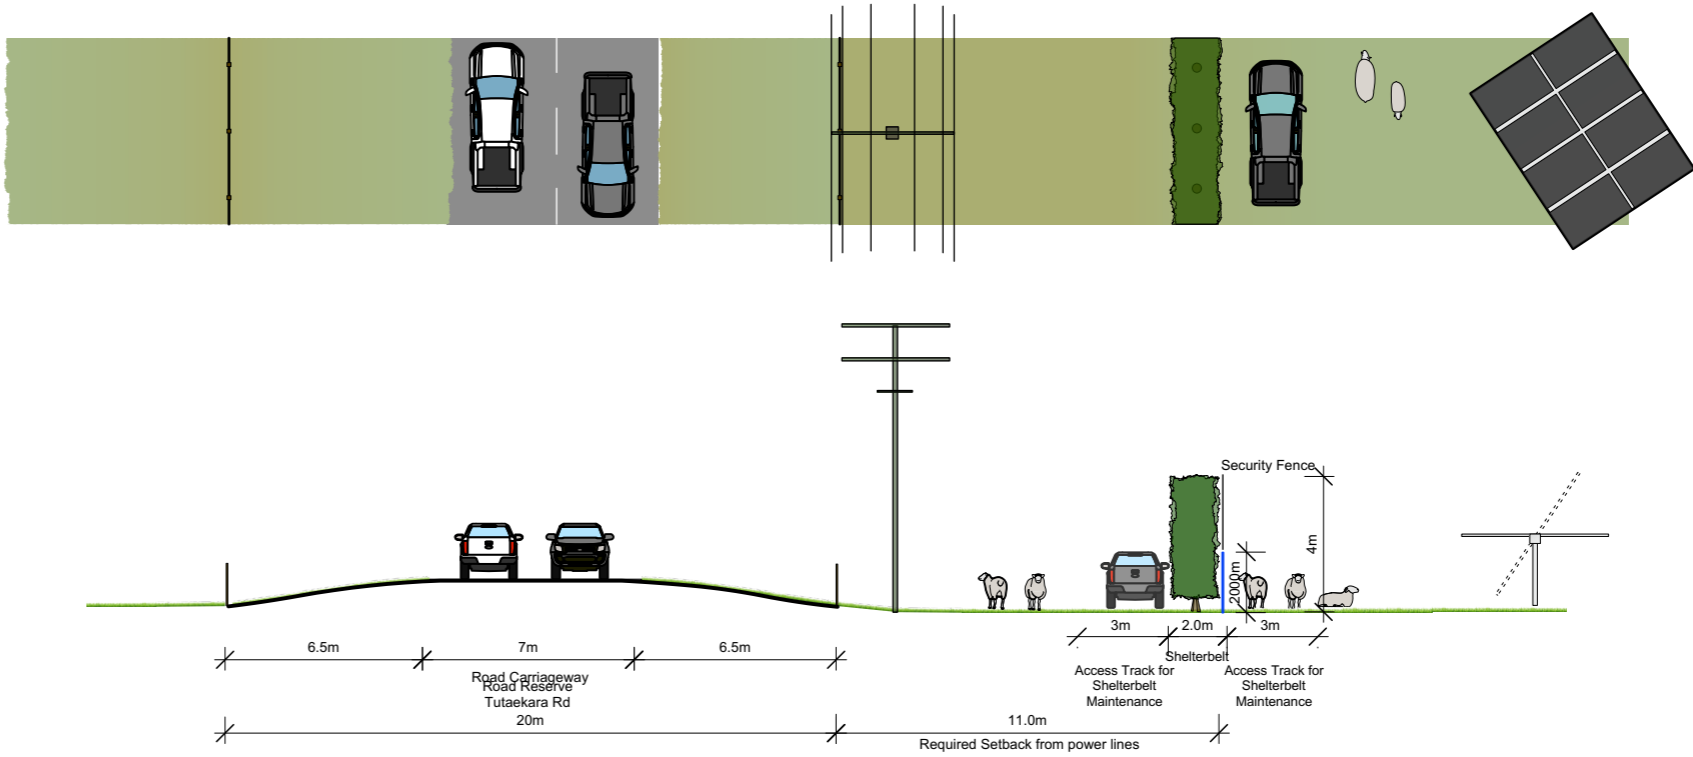 Security Fence
4m
2000m
6.5m
7m
6.5m
3m
2.0m
3m
Road Carriageway
Road Reserve
Tutaekara Rd
Shelterbelt
Access Track for
Shelterbelt
Maintenance
Access Track for
Shelterbelt
Maintenance
20m
11.0m
Required Setback from power lines